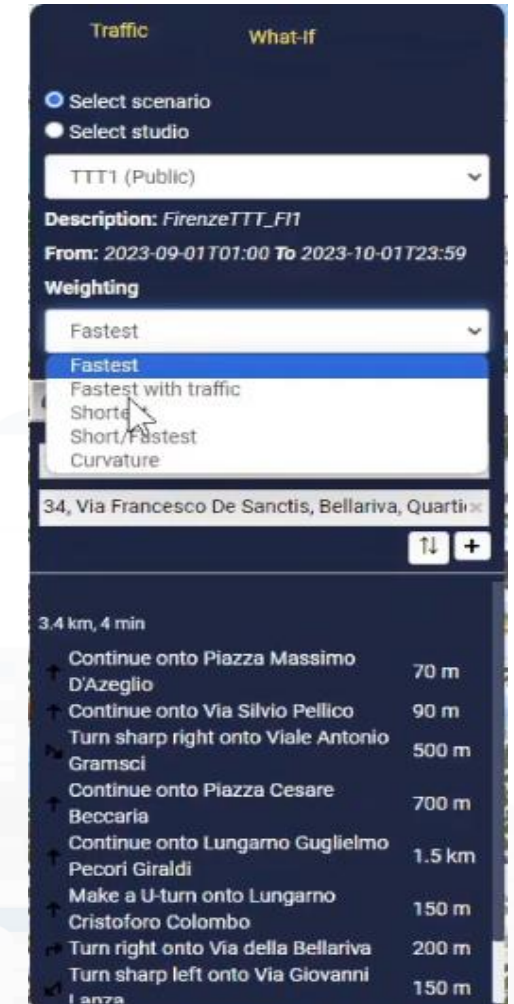 Traffic What-If
Select scenario
Select studio
TTT1 (Public)
Description: FirenzeTTT_FI1
From: 2023-09-01T01:00 To 2023-10-01T23:59
Weighting
Fastest
Fastest
Fastest with traffic
Shorte
Short/Fastest
Curvature
34, Via Francesco De Sanctis, Bellariva, Quarti
3.4 km, 4 min
Continue onto Piazza Massimo
D'Azeglio 70 m
Continue onto Via Silvio Pellico 90 m
Turn sharp right onto Viale Antonio
Gramsci 500 m
Continue onto Piazza Cesare
Beccaria 700 m
Continue onto Lungarno Guglielmo
Pecori Giraldi 1.5 km
Make a U-turn onto Lungarno
Cristoforo Colombo 150 m
Turn right onto Via della Bellariva 200 m
Turn sharp left onto Via Giovanni
Lanza 150 m